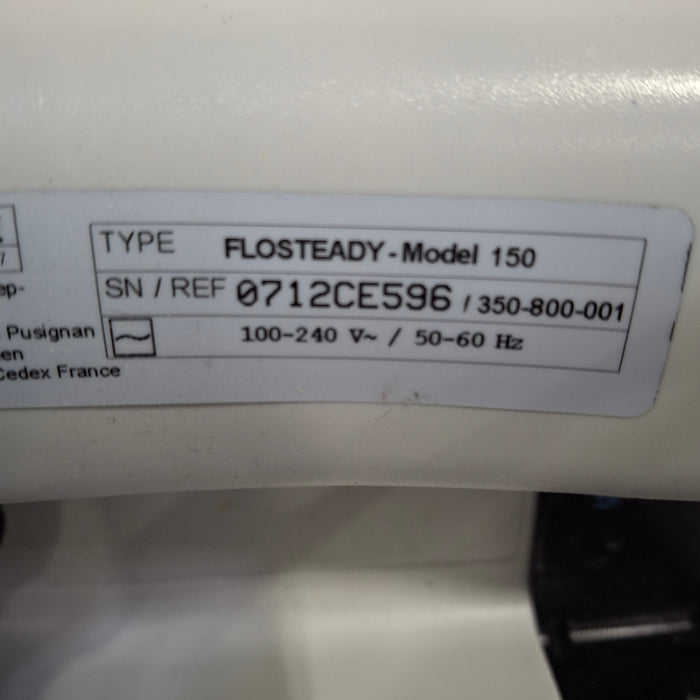 TYPE FLOSTEADY - Model 150
SN / REF 0712CE596 / 350-800-001
100-240 V~ / 50-60 Hz
ep-
Pusignan
en
Cedex France